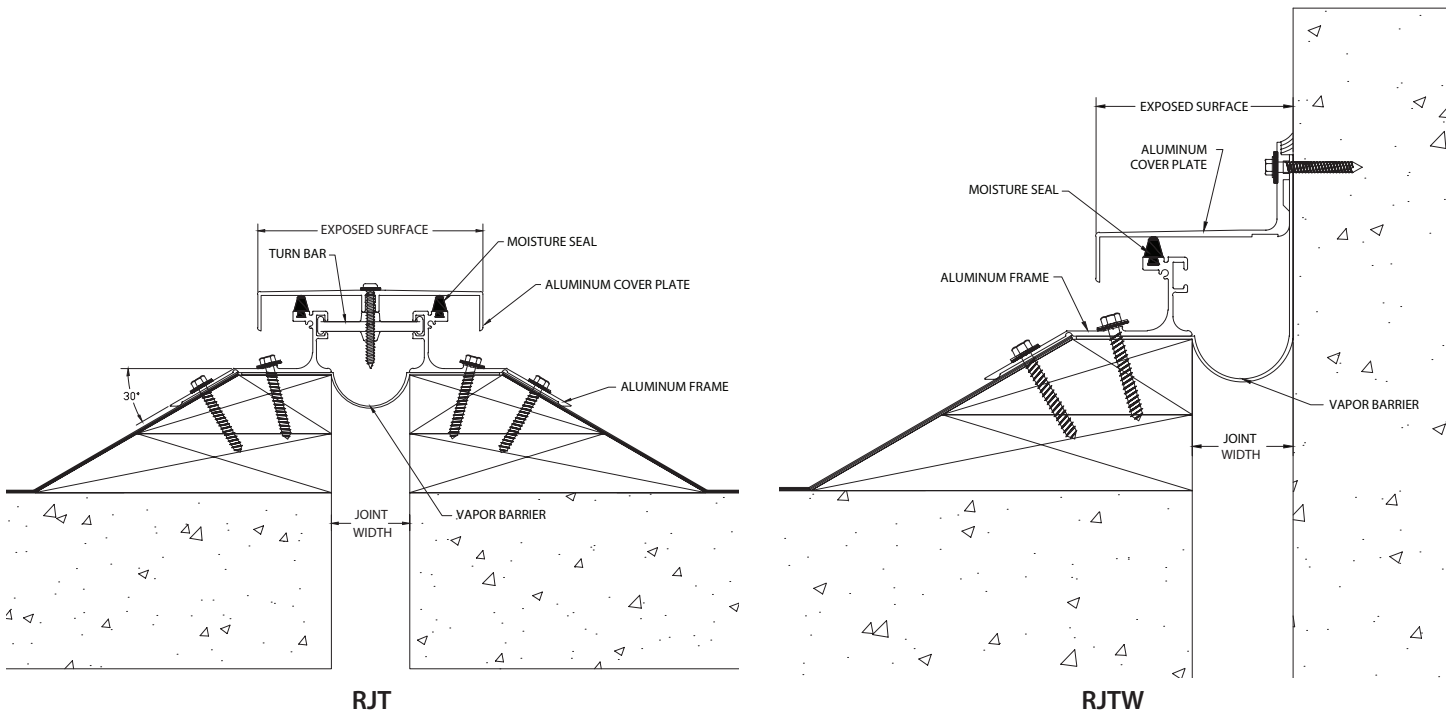 EXPOSED SURFACE
TURN BAR
MOISTURE SEAL
ALUMINUM COVER PLATE
30°
ALUMINUM FRAME
JOINT
WIDTH
VAPOR BARRIER
RJT
EXPOSED SURFACE
ALUMINUM
COVER PLATE
MOISTURE SEAL
ALUMINUM FRAME
VAPOR BARRIER
JOINT
WIDTH
RJTW